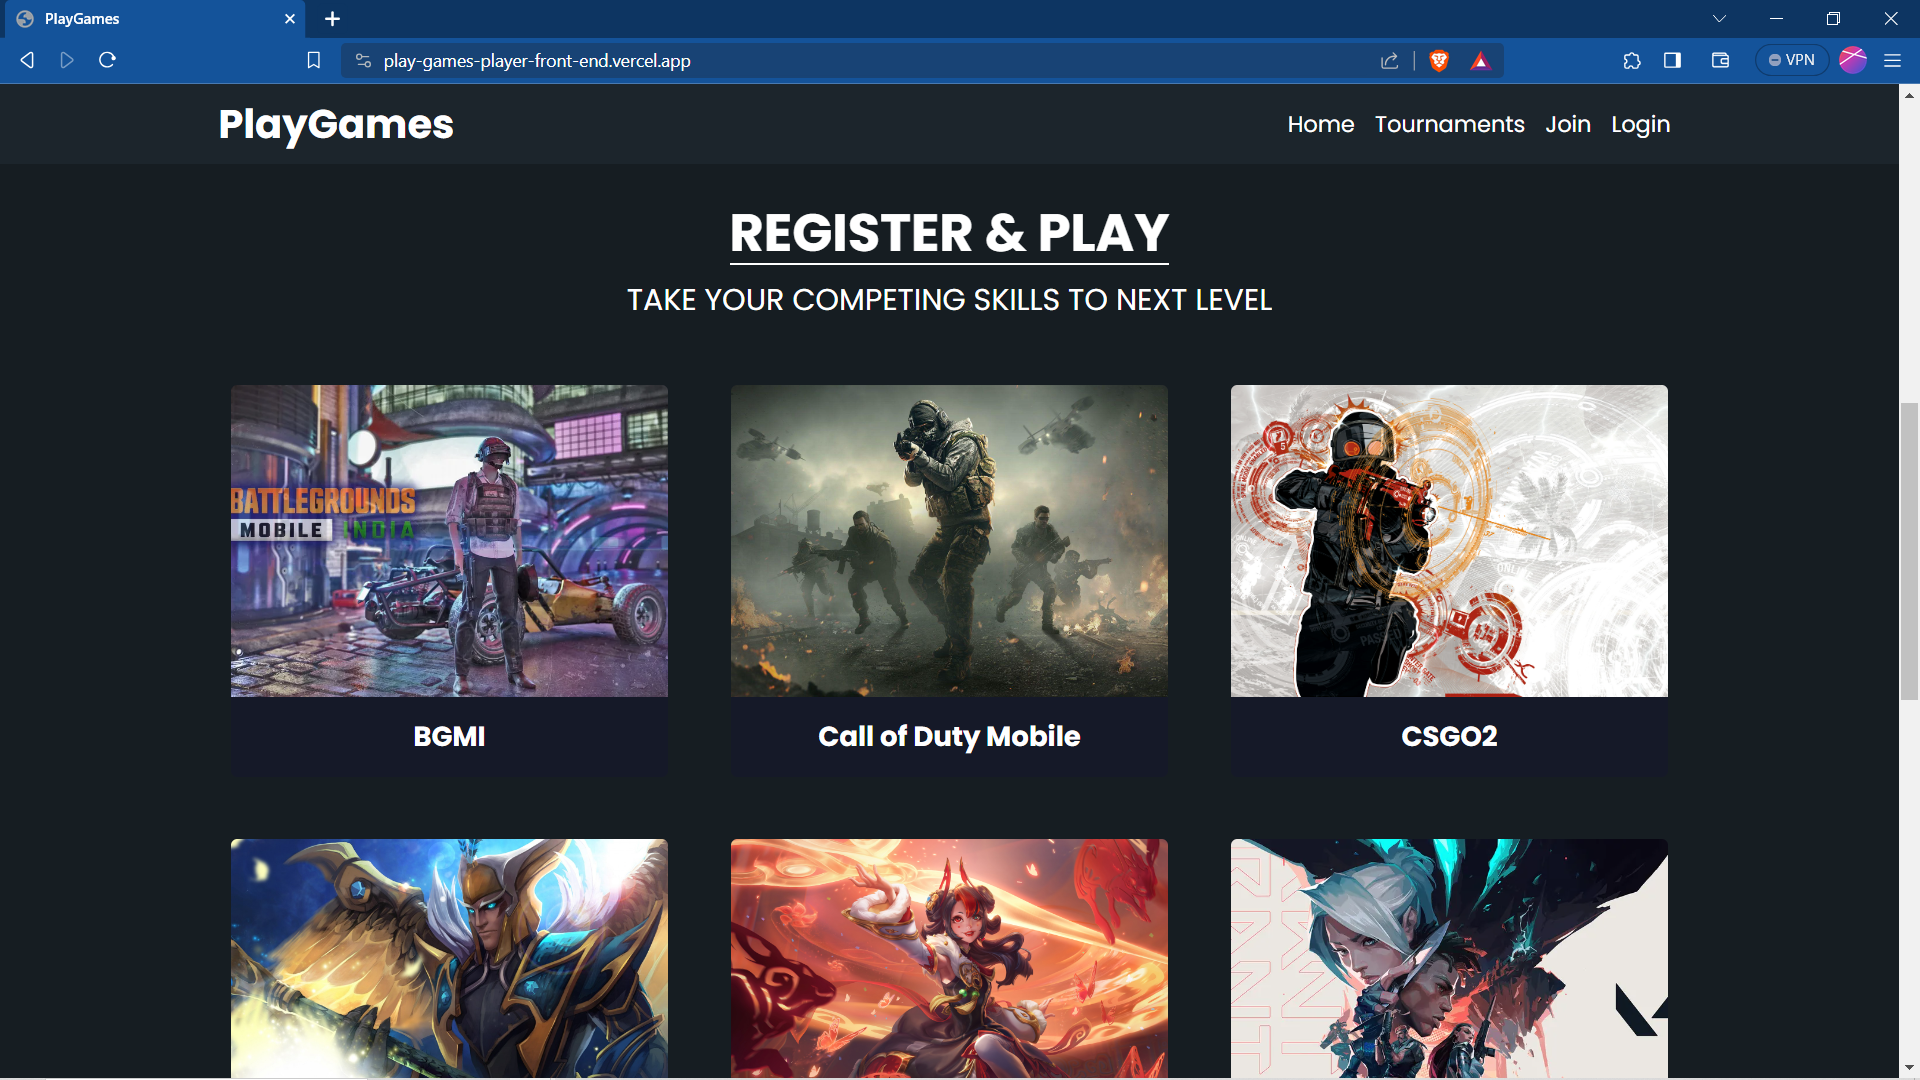 PlayGames
play-games-player-front-end.vercel.app
VPN
PlayGames
Home Tournaments Join Login
REGISTER & PLAY
TAKE YOUR COMPETING SKILLS TO NEXT LEVEL
BATTLEGROUNDS
MOBILE INDIA
BGMI
Call of Duty Mobile
CSGO2